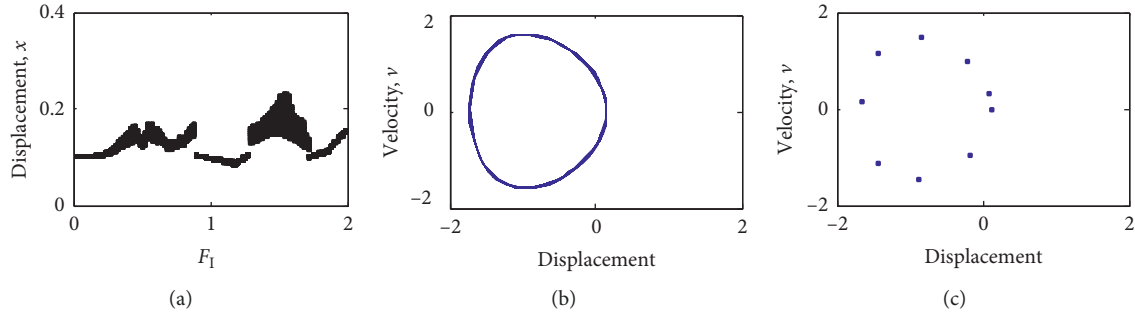 0.4
0.2
0
0
1
2
Displacement, x
F_I
(a)
2
0
−2
−2
0
2
Velocity, v
Displacement
(b)
2
0
−2
−2
0
2
Velocity, v
Displacement
(c)